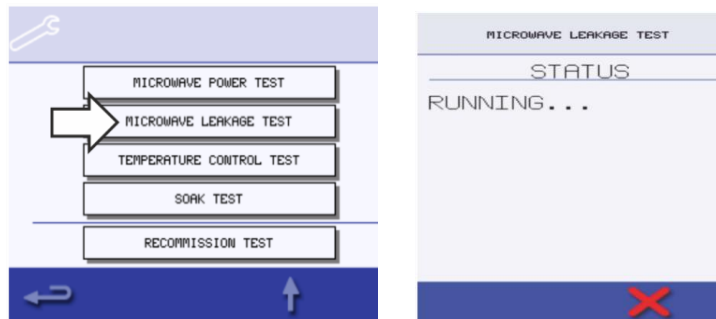 MICROWAVE POWER TEST
MICROWAVE LEAKAGE TEST
TEMPERATURE CONTROL TEST
SOAK TEST
RECOMMISSION TEST
MICROWAVE LEAKAGE TEST
STATUS
RUNNING...